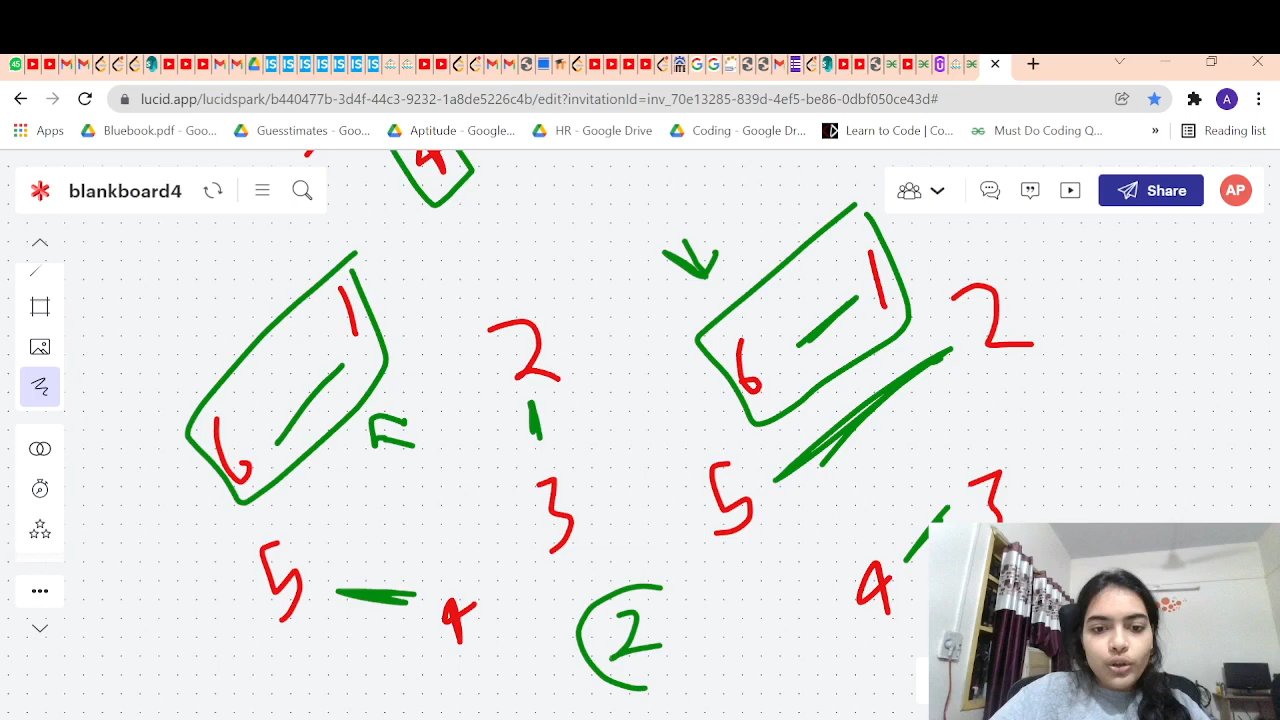 lucid.app/lucidspark/b440477b-3d4f-44c3-9232-1a8de5226c4b/edit?invitationId=inv_70e13285-839d-4ef5-be86-0dbf050ce43d#
A
Apps
Bluebook.pdf - Goo...
Guesstimates - Goo...
Aptitude - Google...
HR - Google Drive
Coding - Google Dr...
Learn to Code | Co...
Must Do Coding Q...
»
Reading list
blankboard4
Share
AP
4
1
6
2
3
5
4
1
6
2
5
3
4
2